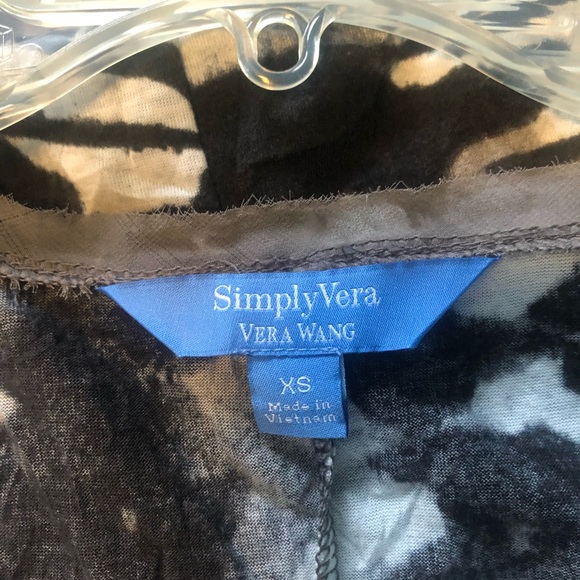 SimplyVera
VERA WANG
XS
Made in
Vietnam